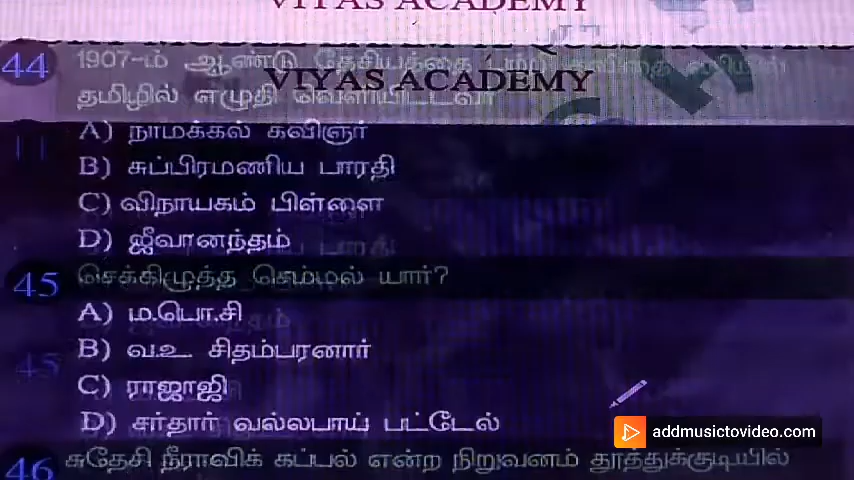 VIYAS ACADEMY
44 1907-ம் ஆண்டு தேசியத்தை
VIYAS ACADEMY
தமிழில் எழுதி வெளியிட்டவர்
A) நாமக்கல் கவிஞர்
B) சுப்பிரமணிய பாரதி
C) விநாயகம் பிள்ளை
D) ஜீவானந்தம்
45 செக்கிழுத்த செம்மல் யார்?
A) ம.பொ.சி
B) வ.உ சிதம்பரனார்
C) ராஜாஜி
D) சர்தார் வல்லபாய் பட்டேல்
addmusictovideo.com
46 சுதேசி நீராவிக் கப்பல் என்ற நிறுவனம் தூத்துக்குடியில்